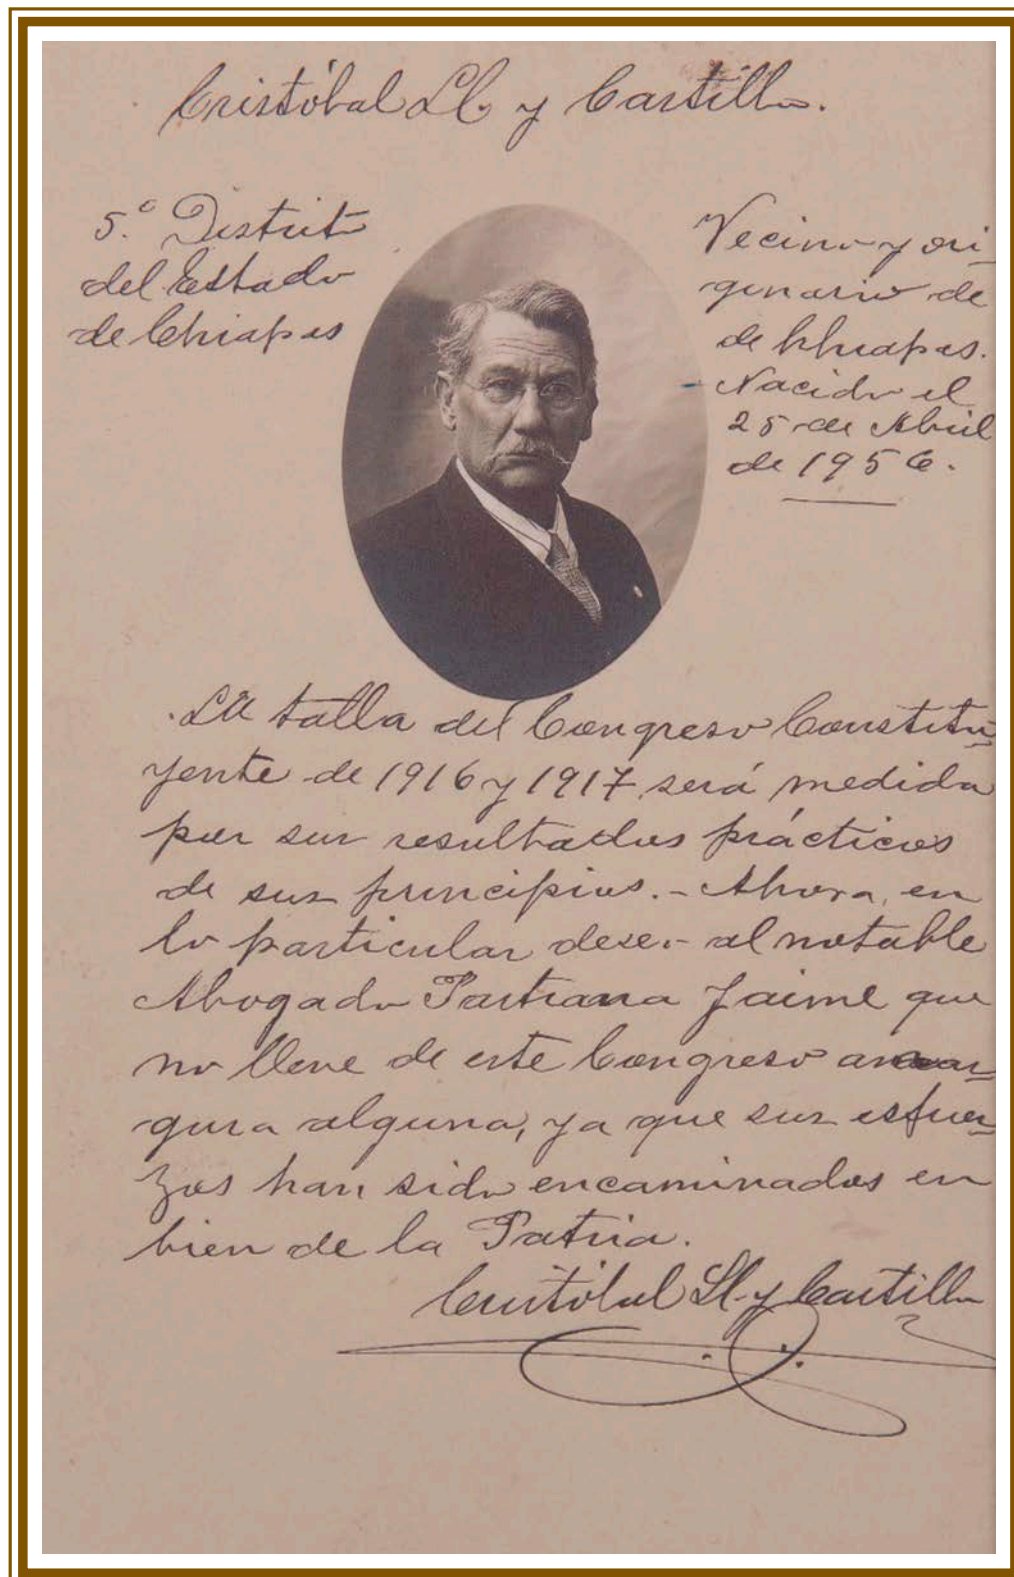 Cristóbal Ll. y Castillo.
5.º Distrito
del Estado
de Chiapas
Vecino y ori-
ginario de
de Chiapas.
Nacido el
25 de Abril
de 1956.
La talla del Congreso Constitu-
yente de 1916 y 1917 será medida
por sus resultados prácticos
de sus principios.- Ahora, en
lo particular deseo al notable
Abogado Pastrana Jaime que
no lleve de este Congreso amar-
gura alguna, ya que sus esfuer-
zos han sido encaminados en
bien de la Patria.
Cristóbal Ll. y Castillo